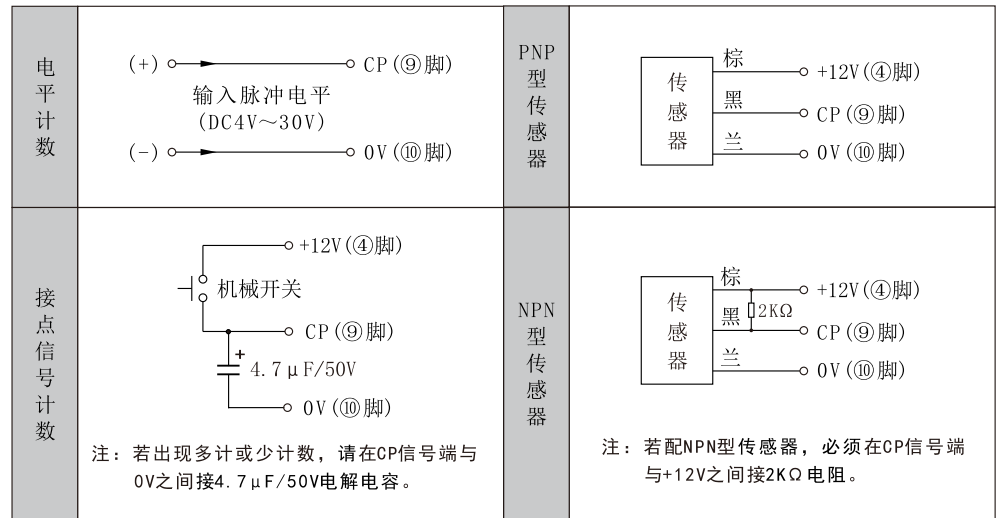 电平计数
(+)
CP(⑨脚)
输入脉冲电平
(DC4V～30V)
(-)
0V(⑩脚)
PNP型传感器
传感器
棕
+12V(④脚)
黑
CP(⑨脚)
兰
0V(⑩脚)
接点信号计数
+12V(④脚)
机械开关
CP(⑨脚)
+
4.7μF/50V
0V(⑩脚)
注：若出现多计或少计数，请在CP信号端与
0V之间接4.7μF/50V电解电容。
NPN型传感器
传感器
棕
+12V(④脚)
2KΩ
黑
CP(⑨脚)
兰
0V(⑩脚)
注：若配NPN型传感器，必须在CP信号端
与+12V之间接2KΩ电阻。